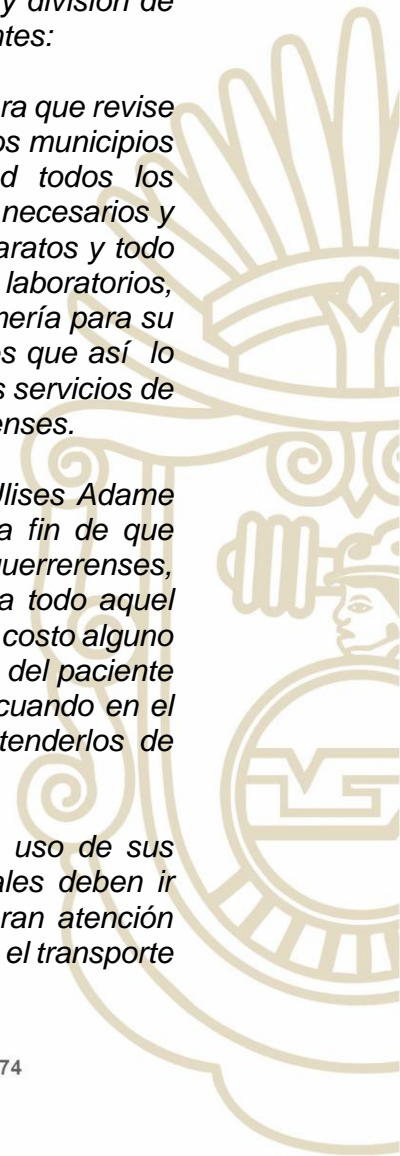 y división de
ntes:
ra que revise
os municipios
d todos los
necesarios y
aratos y todo
laboratorios,
mería para su
s que así lo
s servicios de
enses.
Ulises Adame
a fin de que
guerrerenses,
a todo aquel
costo alguno
del paciente
cuando en el
tenderlos de
uso de sus
ales deben ir
eran atención
el transporte
74